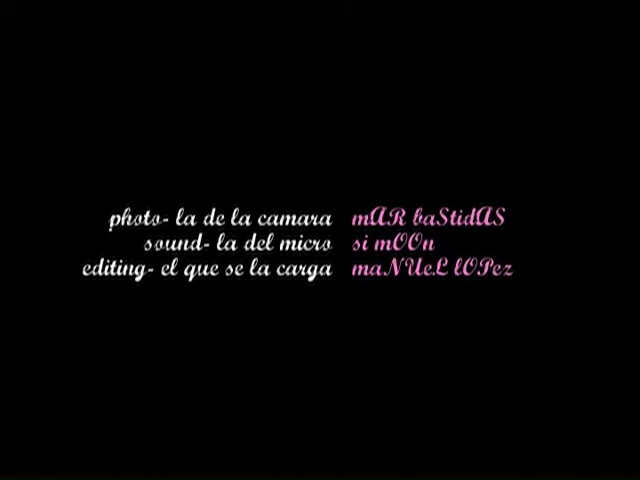 photo- la de la camara mAR baStidAS
sound- la del micro si mOOn
editing- el que se la carga maNUeL lOPez